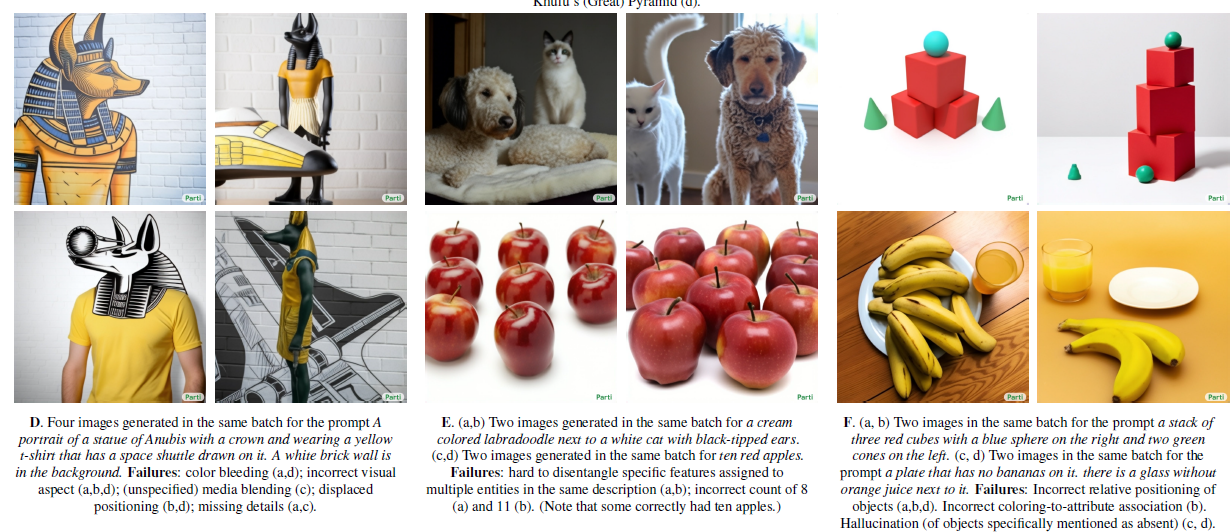 Khufu's (Great) Pyramid (d).
Parti
Parti
Parti
Parti
Parti
Parti
Parti
Parti
Parti
Parti
Parti
Parti
D. Four images generated in the same batch for the prompt A
portrait of a statue of Anubis with a crown and wearing a yellow
t-shirt that has a space shuttle drawn on it. A white brick wall is
in the background. Failures: color bleeding (a,d); incorrect visual
aspect (a,b,d); (unspecified) media blending (c); displaced
positioning (b,d); missing details (a,c).
E. (a,b) Two images generated in the same batch for a cream
colored labradoodle next to a white cat with black-tipped ears.
(c,d) Two images generated in the same batch for ten red apples.
Failures: hard to disentangle specific features assigned to
multiple entities in the same description (a,b); incorrect count of 8
(a) and 11 (b). (Note that some correctly had ten apples.)
F. (a, b) Two images in the same batch for the prompt a stack of
three red cubes with a blue sphere on the right and two green
cones on the left. (c, d) Two images in the same batch for the
prompt a plate that has no bananas on it. there is a glass without
orange juice next to it. Failures: Incorrect relative positioning of
objects (a,b,d). Incorrect coloring-to-attribute association (b).
Hallucination (of objects specifically mentioned as absent) (c, d).